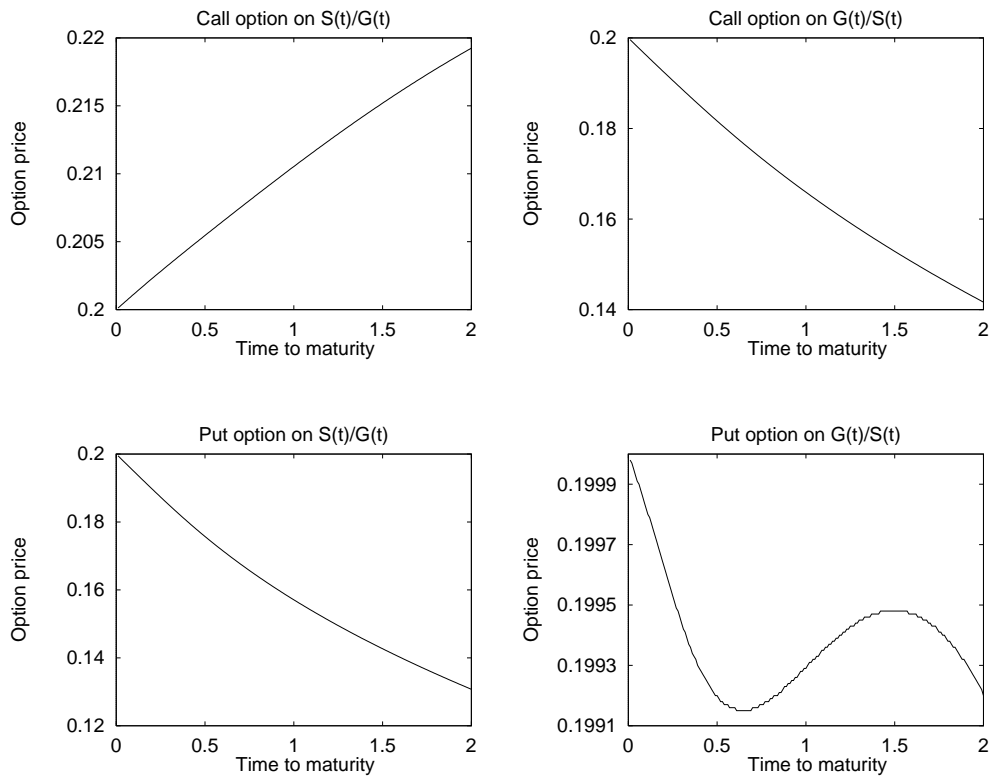 Call option on S(t)/G(t)
0.22
0.215
0.21
0.205
0.2
Option price
0 0.5 1 1.5 2
Time to maturity
Call option on G(t)/S(t)
0.2
0.18
0.16
0.14
Option price
0 0.5 1 1.5 2
Time to maturity
Put option on S(t)/G(t)
0.2
0.18
0.16
0.14
0.12
Option price
0 0.5 1 1.5 2
Time to maturity
Put option on G(t)/S(t)
0.1999
0.1997
0.1995
0.1993
0.1991
Option price
0 0.5 1 1.5 2
Time to maturity